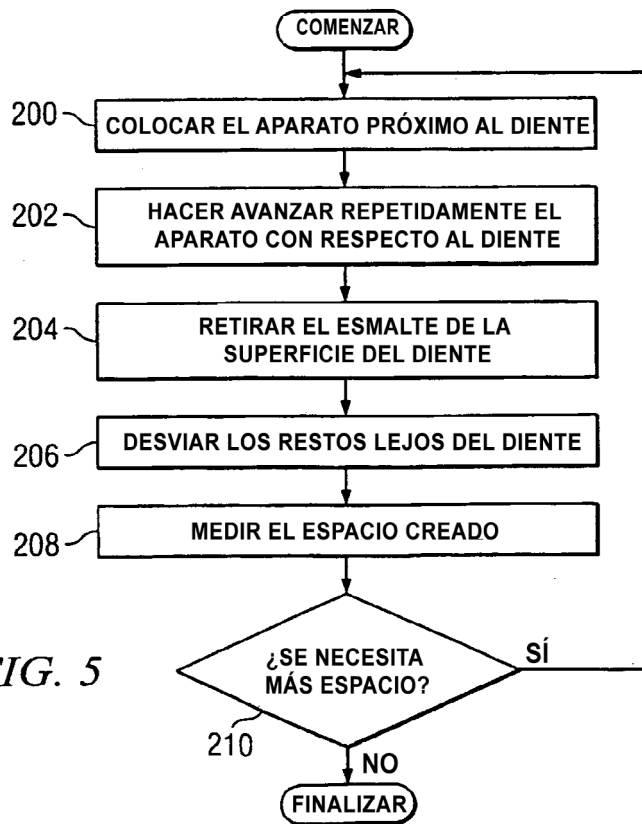 COMENZAR
200
COLOCAR EL APARATO PRÓXIMO AL DIENTE
202
HACER AVANZAR REPETIDAMENTE EL
APARATO CON RESPECTO AL DIENTE
204
RETIRAR EL ESMALTE DE LA
SUPERFICIE DEL DIENTE
206
DESVIAR LOS RESTOS LEJOS DEL DIENTE
208
MEDIR EL ESPACIO CREADO
¿SE NECESITA
MÁS ESPACIO?
SÍ
210
NO
FINALIZAR
IG. 5